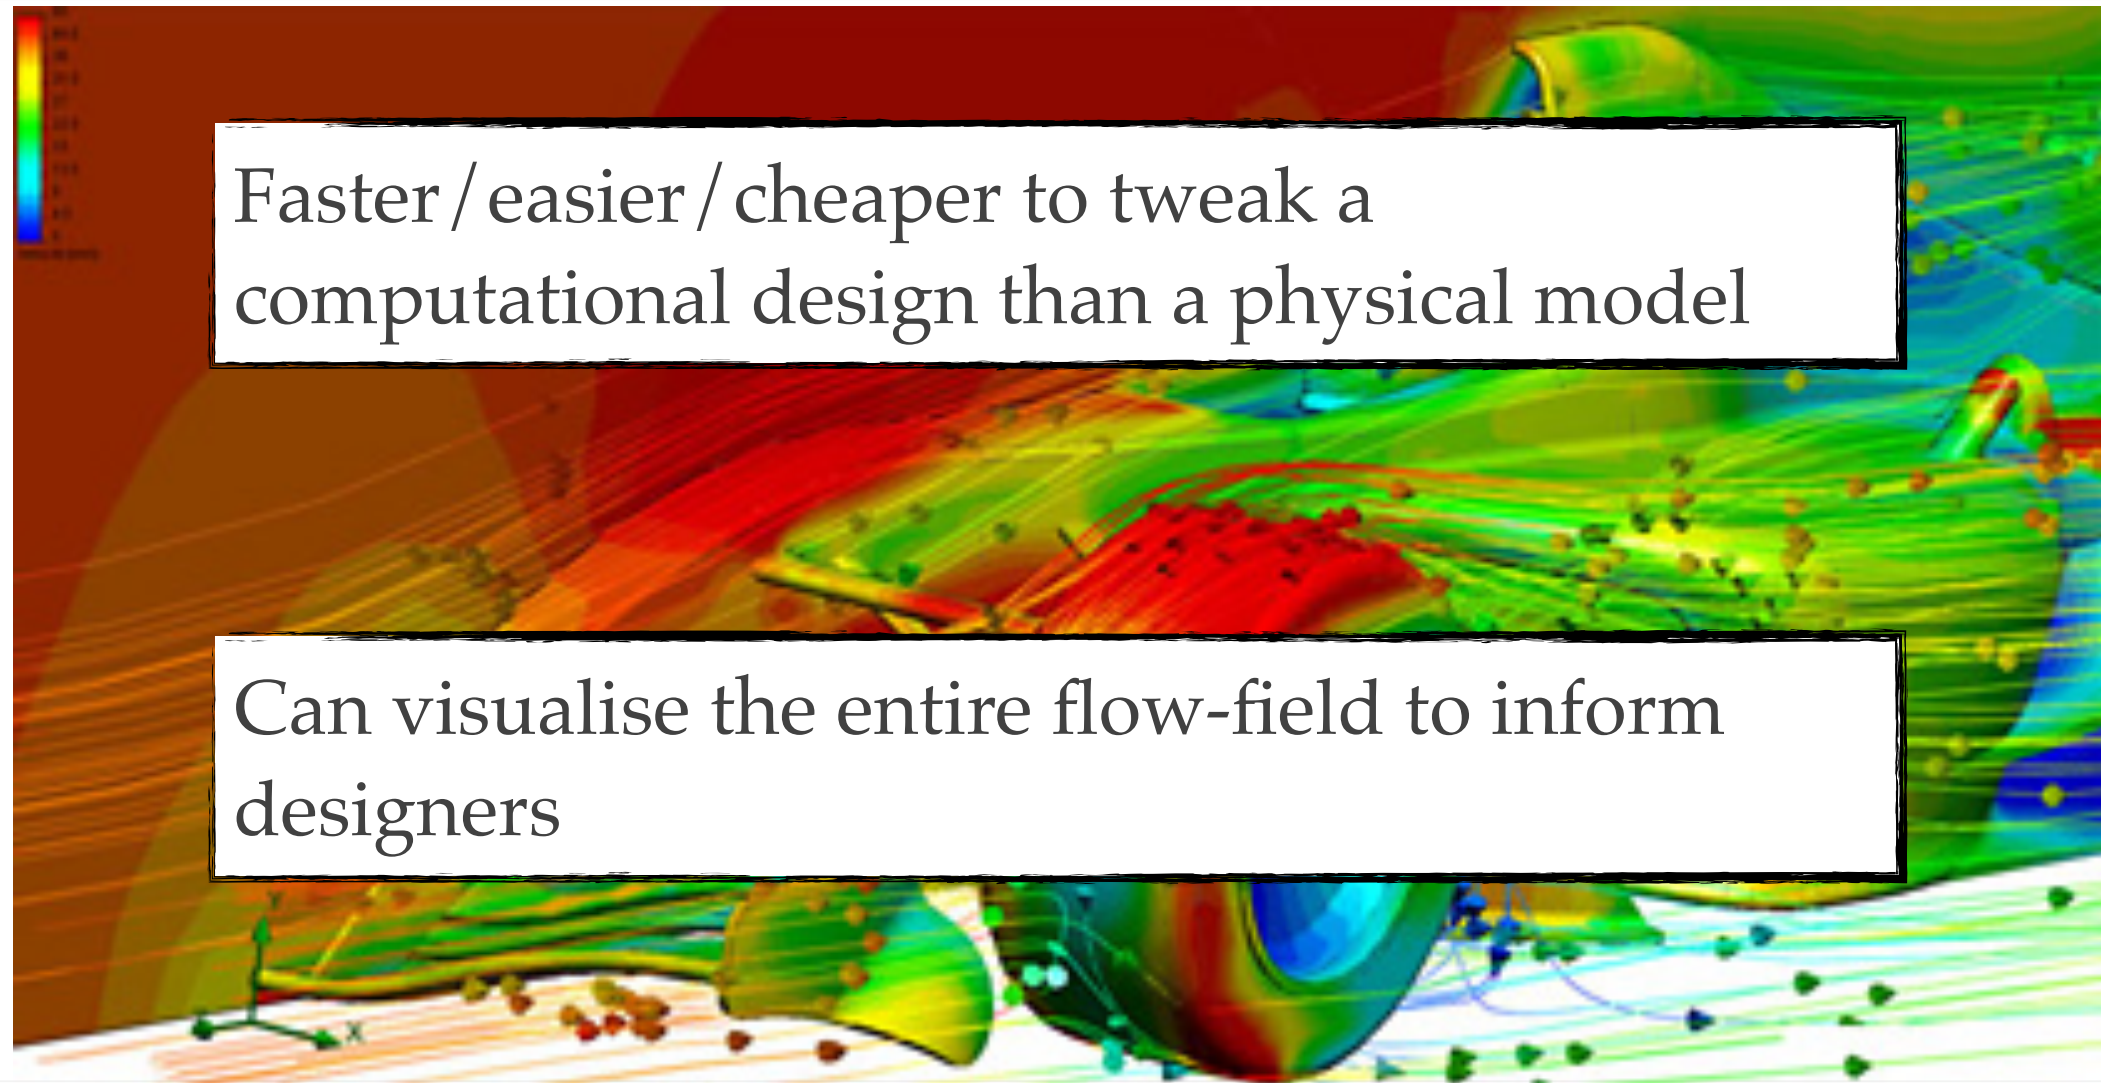 Faster/easier/cheaper to tweak a
computational design than a physical model
Can visualise the entire flow-field to inform
designers
Y
X